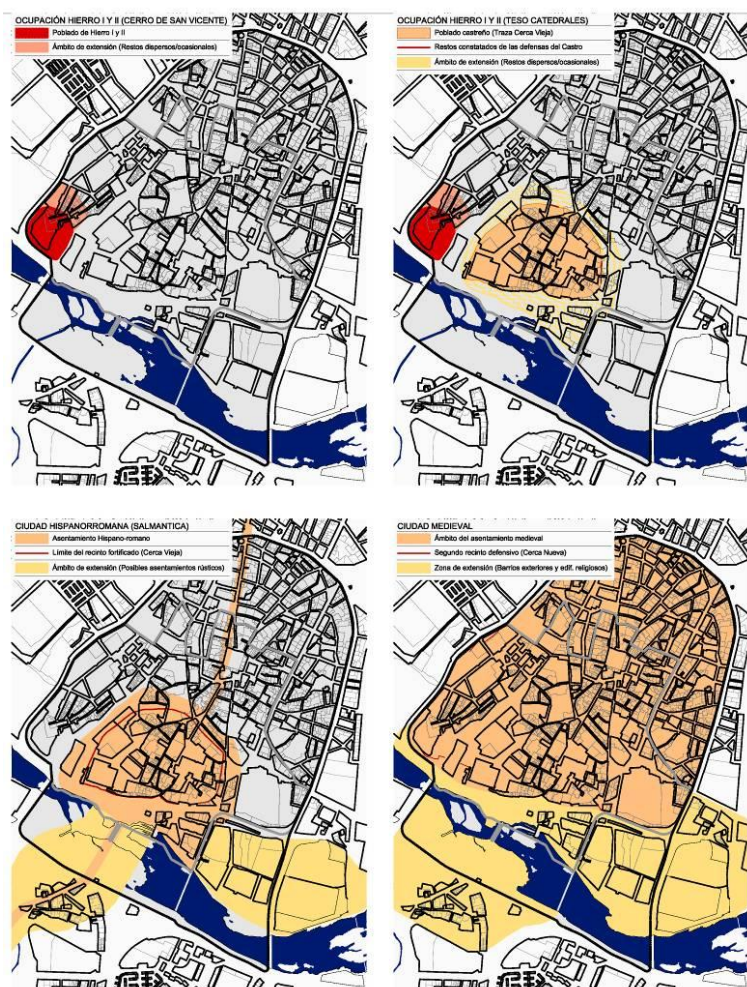 OCUPACIÓN HIERRO I Y II (CERRO DE SAN VICENTE)
Poblado de Hierro I y II
Ámbito de extensión (Restos dispersos/ocasionales)
OCUPACIÓN HIERRO I Y II (TESO CATEDRALES)
Poblado castreño (Traza Cerca Vieja)
Restos constatados de las defensas del Castro
Ámbito de extensión (Restos dispersos/ocasionales)
CIUDAD HISPANORROMANA (SALMANTICA)
Asentamiento Hispano-romano
Límite del recinto fortificado (Cerca Vieja)
Ámbito de extensión (Posibles asentamientos rústicos)
CIUDAD MEDIEVAL
Ámbito del asentamiento medieval
Segundo recinto defensivo (Cerca Nueva)
Zona de extensión (Barrios exteriores y edif. religiosos)